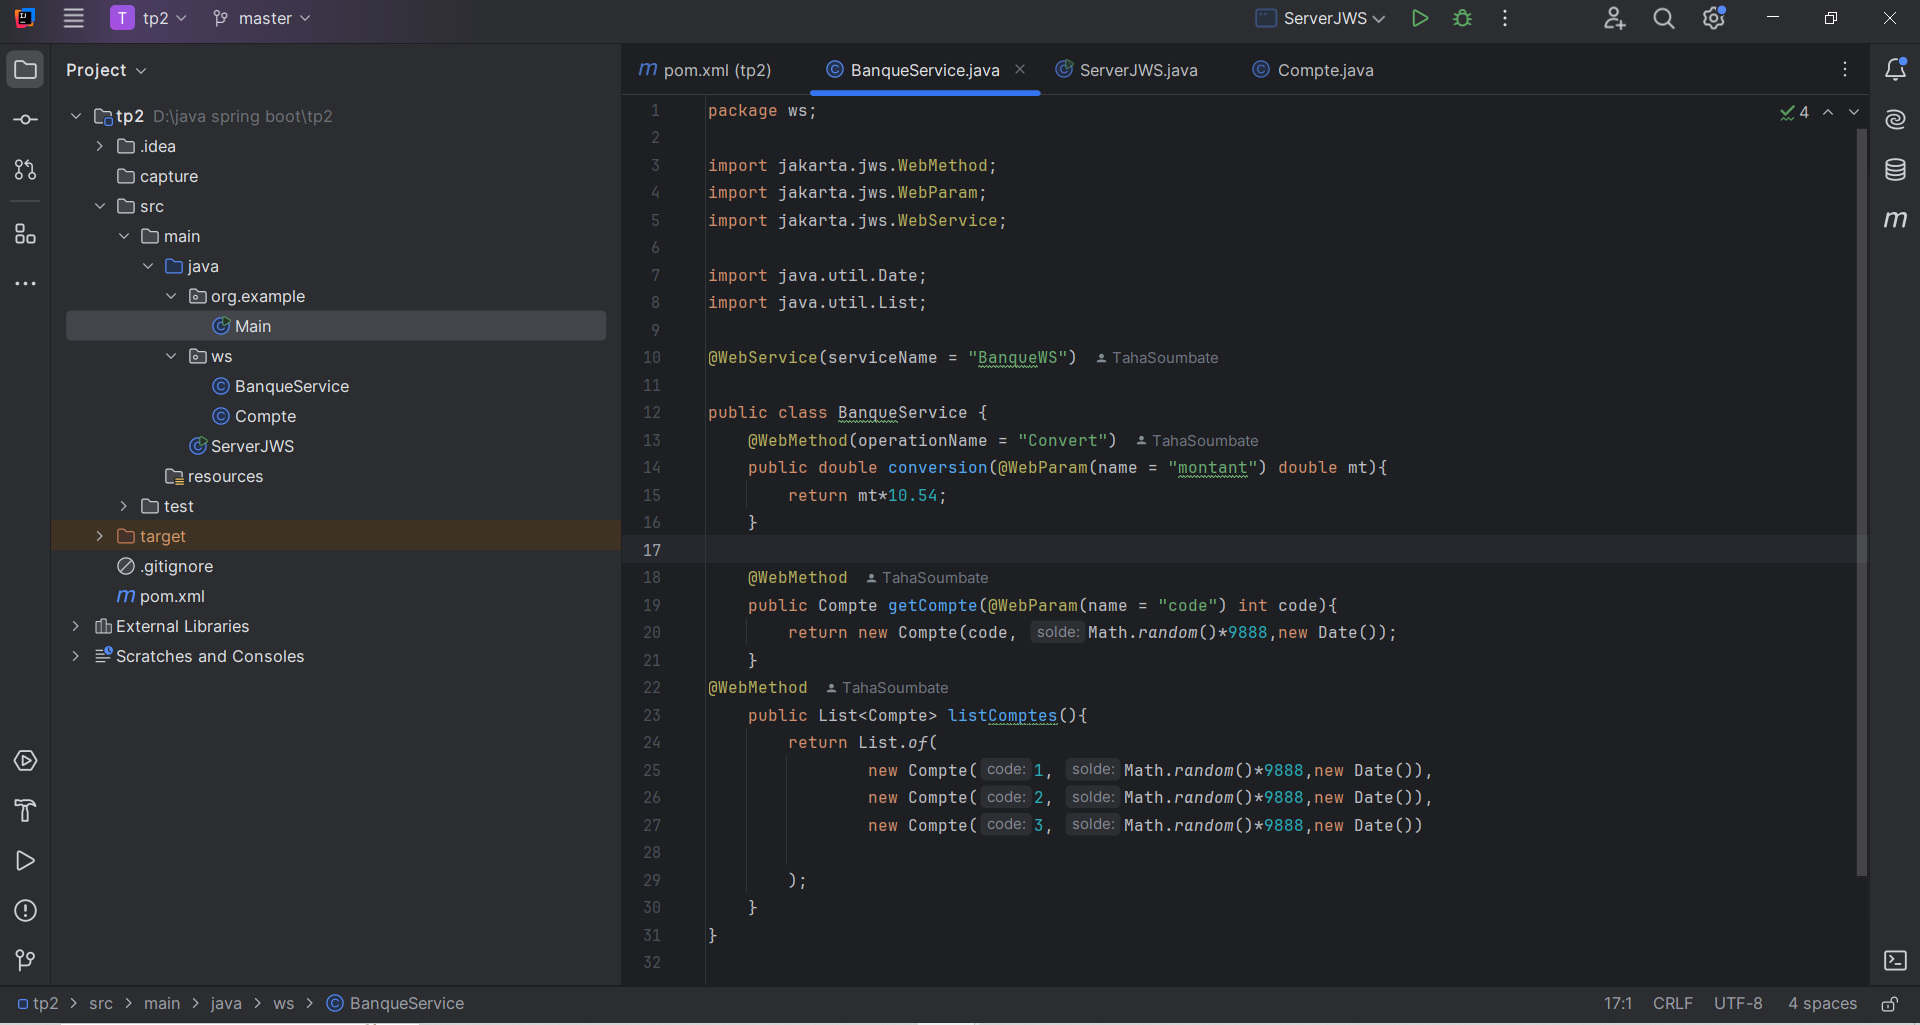 T tp2 master ServerJWS
Project
pom.xml (tp2) BanqueService.java ServerJWS.java Compte.java
tp2 D:\java spring boot\tp2
.idea
capture
src
main
java
org.example
Main
ws
BanqueService
Compte
ServerJWS
resources
test
target
.gitignore
m pom.xml
External Libraries
Scratches and Consoles
4
1 package ws;
2
3 import jakarta.jws.WebMethod;
4 import jakarta.jws.WebParam;
5 import jakarta.jws.WebService;
6
7 import java.util.Date;
8 import java.util.List;
9
10 @WebService(serviceName = "BanqueWS") TahaSoumbate
11
12 public class BanqueService {
13 @WebMethod(operationName = "Convert") TahaSoumbate
14 public double conversion(@WebParam(name = "montant") double mt){
15 return mt*10.54;
16 }
17
18 @WebMethod TahaSoumbate
19 public Compte getCompte(@WebParam(name = "code") int code){
20 return new Compte(code, solde: Math.random()*9888,new Date());
21 }
22 @WebMethod TahaSoumbate
23 public List<Compte> listComptes(){
24 return List.of(
25 new Compte( code: 1, solde: Math.random()*9888,new Date()),
26 new Compte( code: 2, solde: Math.random()*9888,new Date()),
27 new Compte( code: 3, solde: Math.random()*9888,new Date())
28
29 );
30 }
31 }
32
tp2 > src > main > java > ws > BanqueService 17:1 CRLF UTF-8 4 spaces